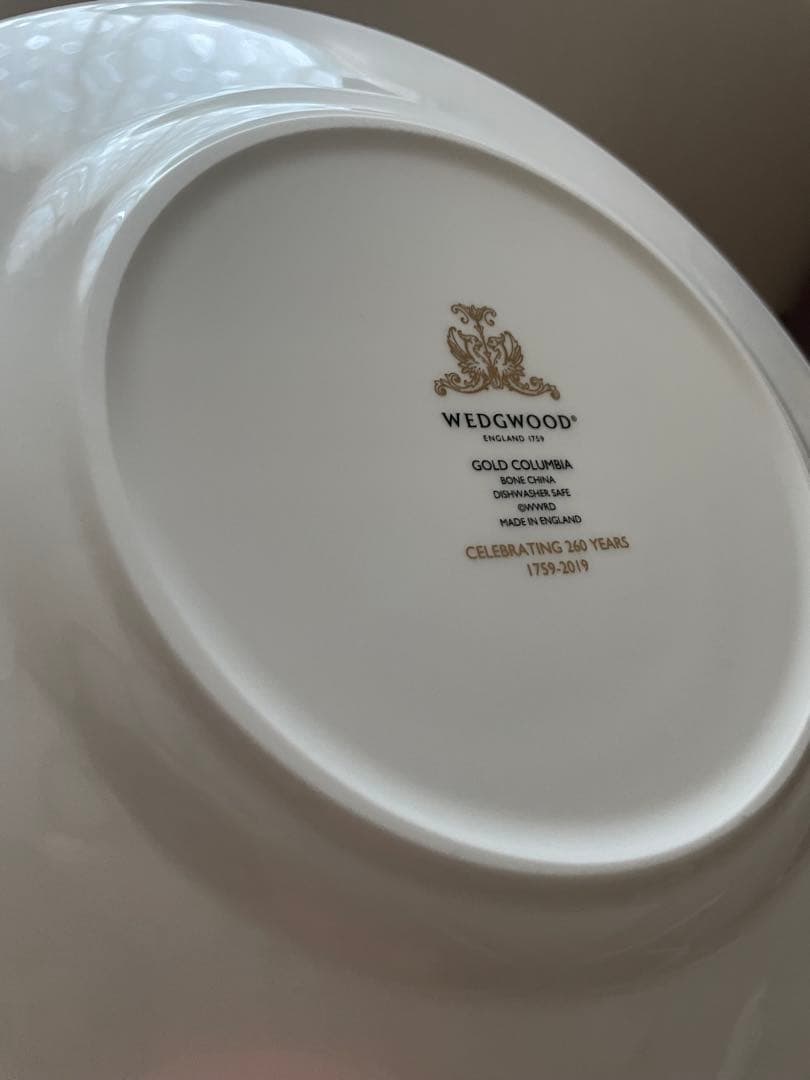 WEDGWOOD®
ENGLAND 1759
GOLD COLUMBIA
BONE CHINA
DISHWASHER SAFE
©WWRD
MADE IN ENGLAND
CELEBRATING 260 YEARS
1759-2019